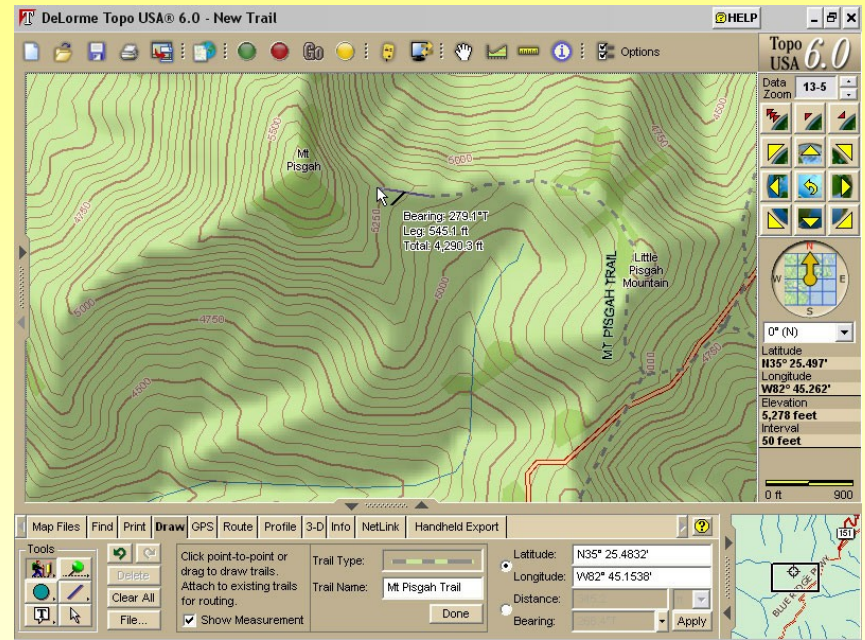 DeLorme Topo USA® 6.0 - New Trail
HELP
Go
Options
Topo
USA 6.0
Data
Zoom
13-5
5500
Mt
Pisgah
5000
4750
4500
4750
5250
Bearing: 279.1°T
Leg: 545.1 ft
Total: 4,290.3 ft
MT PISGAH TRAIL
Little
Pisgah
Mountain
5000
5000
4750
4500
5000
4750
N
W
E
S
0° (N)
Latitude
N35° 25.497'
Longitude
W82° 45.262'
Elevation
5,278 feet
Interval
50 feet
0 ft 900
Map Files Find Print Draw GPS Route Profile 3-D Info NetLink Handheld Export
Tools
Delete
Clear All
File...
Click point-to-point or
drag to draw trails.
Attach to existing trails
for routing.
Show Measurement
Trail Type:
Trail Name: Mt Pisgah Trail
Done
Latitude: N35° 25.4832'
Longitude: W82° 45.1538'
Distance:
Bearing:
Apply
151
BLUE RIDGE PKWY